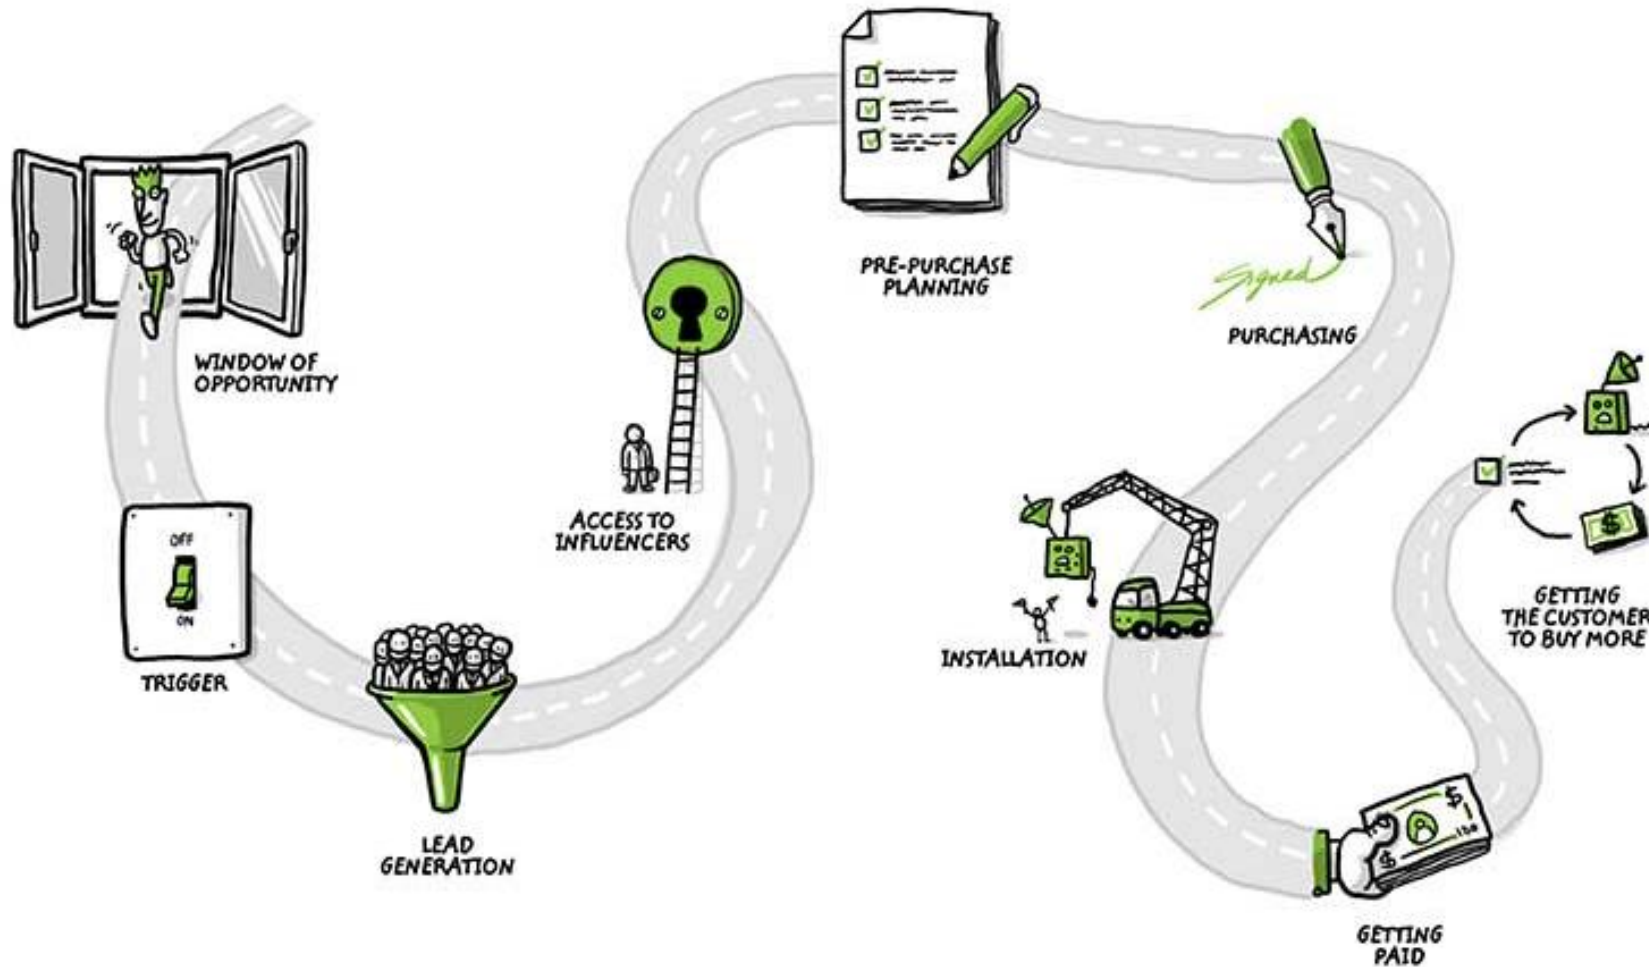 WINDOW OF
OPPORTUNITY
OFF
ON
TRIGGER
LEAD
GENERATION
ACCESS TO
INFLUENCERS
PRE-PURCHASE
PLANNING
Signed
PURCHASING
INSTALLATION
$
$
GETTING
PAID
$
GETTING
THE CUSTOMER
TO BUY MORE